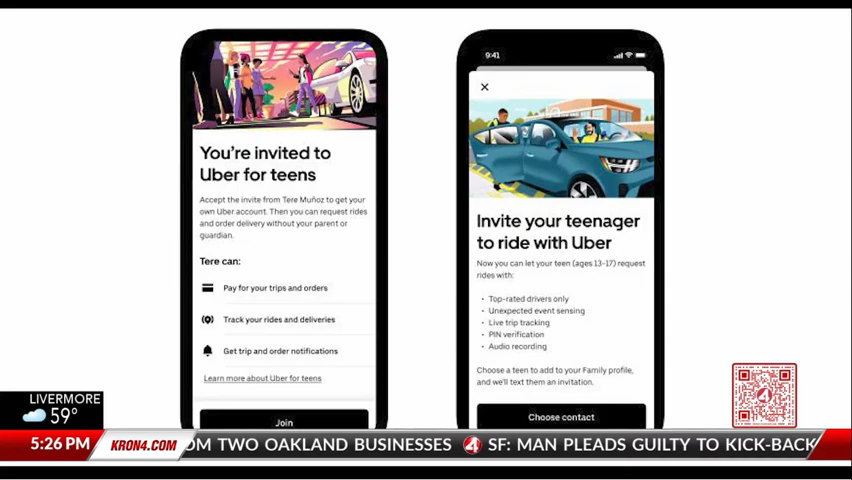 You're invited to
Uber for teens
Accept the invite from Tere Muñoz to get your
own Uber account. Then you can request rides
and order delivery without your parent or
guardian.
Tere can:
Pay for your trips and orders
Track your rides and deliveries
Get trip and order notifications
Learn more about Uber for teens
Join
9:41
Invite your teenager
to ride with Uber
Now you can let your teen (ages 13-17) request
rides with:
• Top-rated drivers only
• Unexpected event sensing
• Live trip tracking
• PIN verification
• Audio recording
Choose a teen to add to your Family profile,
and we'll text them an invitation.
Choose contact
LIVERMORE
59°
4
5:26 PM KRON4.COM OM TWO OAKLAND BUSINESSES 4 SF: MAN PLEADS GUILTY TO KICK-BACK